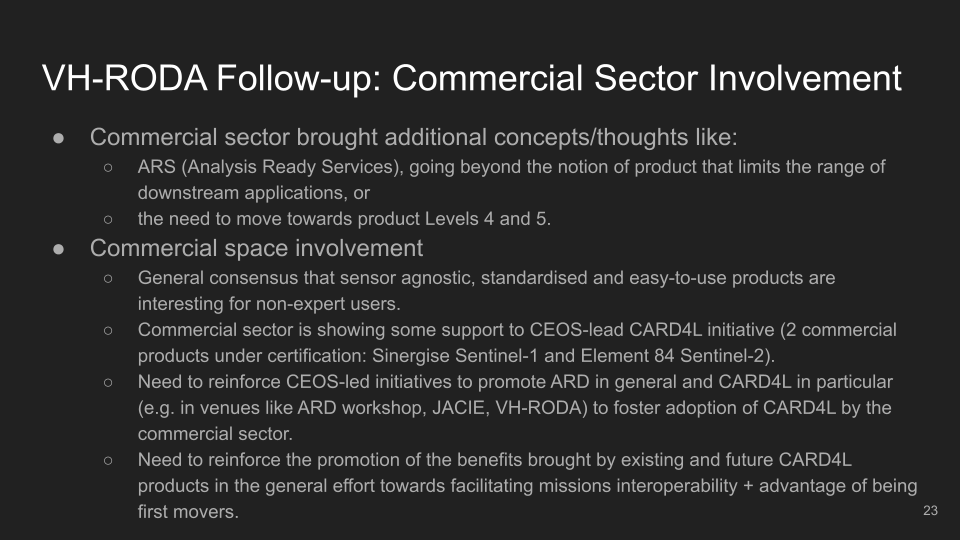 VH-RODA Follow-up: Commercial Sector Involvement
● Commercial sector brought additional concepts/thoughts like:
○ ARS (Analysis Ready Services), going beyond the notion of product that limits the range of
downstream applications, or
○ the need to move towards product Levels 4 and 5.
● Commercial space involvement
○ General consensus that sensor agnostic, standardised and easy-to-use products are
interesting for non-expert users.
○ Commercial sector is showing some support to CEOS-lead CARD4L initiative (2 commercial
products under certification: Sinergise Sentinel-1 and Element 84 Sentinel-2).
○ Need to reinforce CEOS-led initiatives to promote ARD in general and CARD4L in particular
(e.g. in venues like ARD workshop, JACIE, VH-RODA) to foster adoption of CARD4L by the
commercial sector.
○ Need to reinforce the promotion of the benefits brought by existing and future CARD4L
products in the general effort towards facilitating missions interoperability + advantage of being
first movers.
23